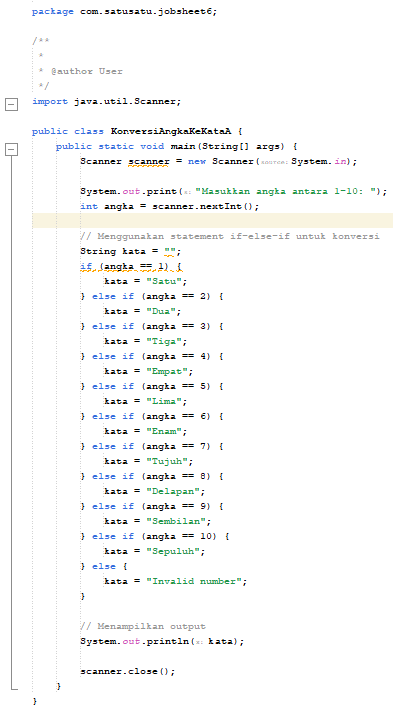 package com.satusatu.jobsheet6;
/**
 *
 * @author User
 */
import java.util.Scanner;
public class KonversiAngkaKeKataA {
    public static void main(String[] args) {
        Scanner scanner = new Scanner(source: System.in);
        System.out.print(s: "Masukkan angka antara 1-10: ");
        int angka = scanner.nextInt();
        // Menggunakan statement if-else-if untuk konversi
        String kata = "";
        if (angka == 1) {
            kata = "Satu";
        } else if (angka == 2) {
            kata = "Dua";
        } else if (angka == 3) {
            kata = "Tiga";
        } else if (angka == 4) {
            kata = "Empat";
        } else if (angka == 5) {
            kata = "Lima";
        } else if (angka == 6) {
            kata = "Enam";
        } else if (angka == 7) {
            kata = "Tujuh";
        } else if (angka == 8) {
            kata = "Delapan";
        } else if (angka == 9) {
            kata = "Sembilan";
        } else if (angka == 10) {
            kata = "Sepuluh";
        } else {
            kata = "Invalid number";
        }
        // Menampilkan output
        System.out.println(x: kata);
        scanner.close();
    }
}